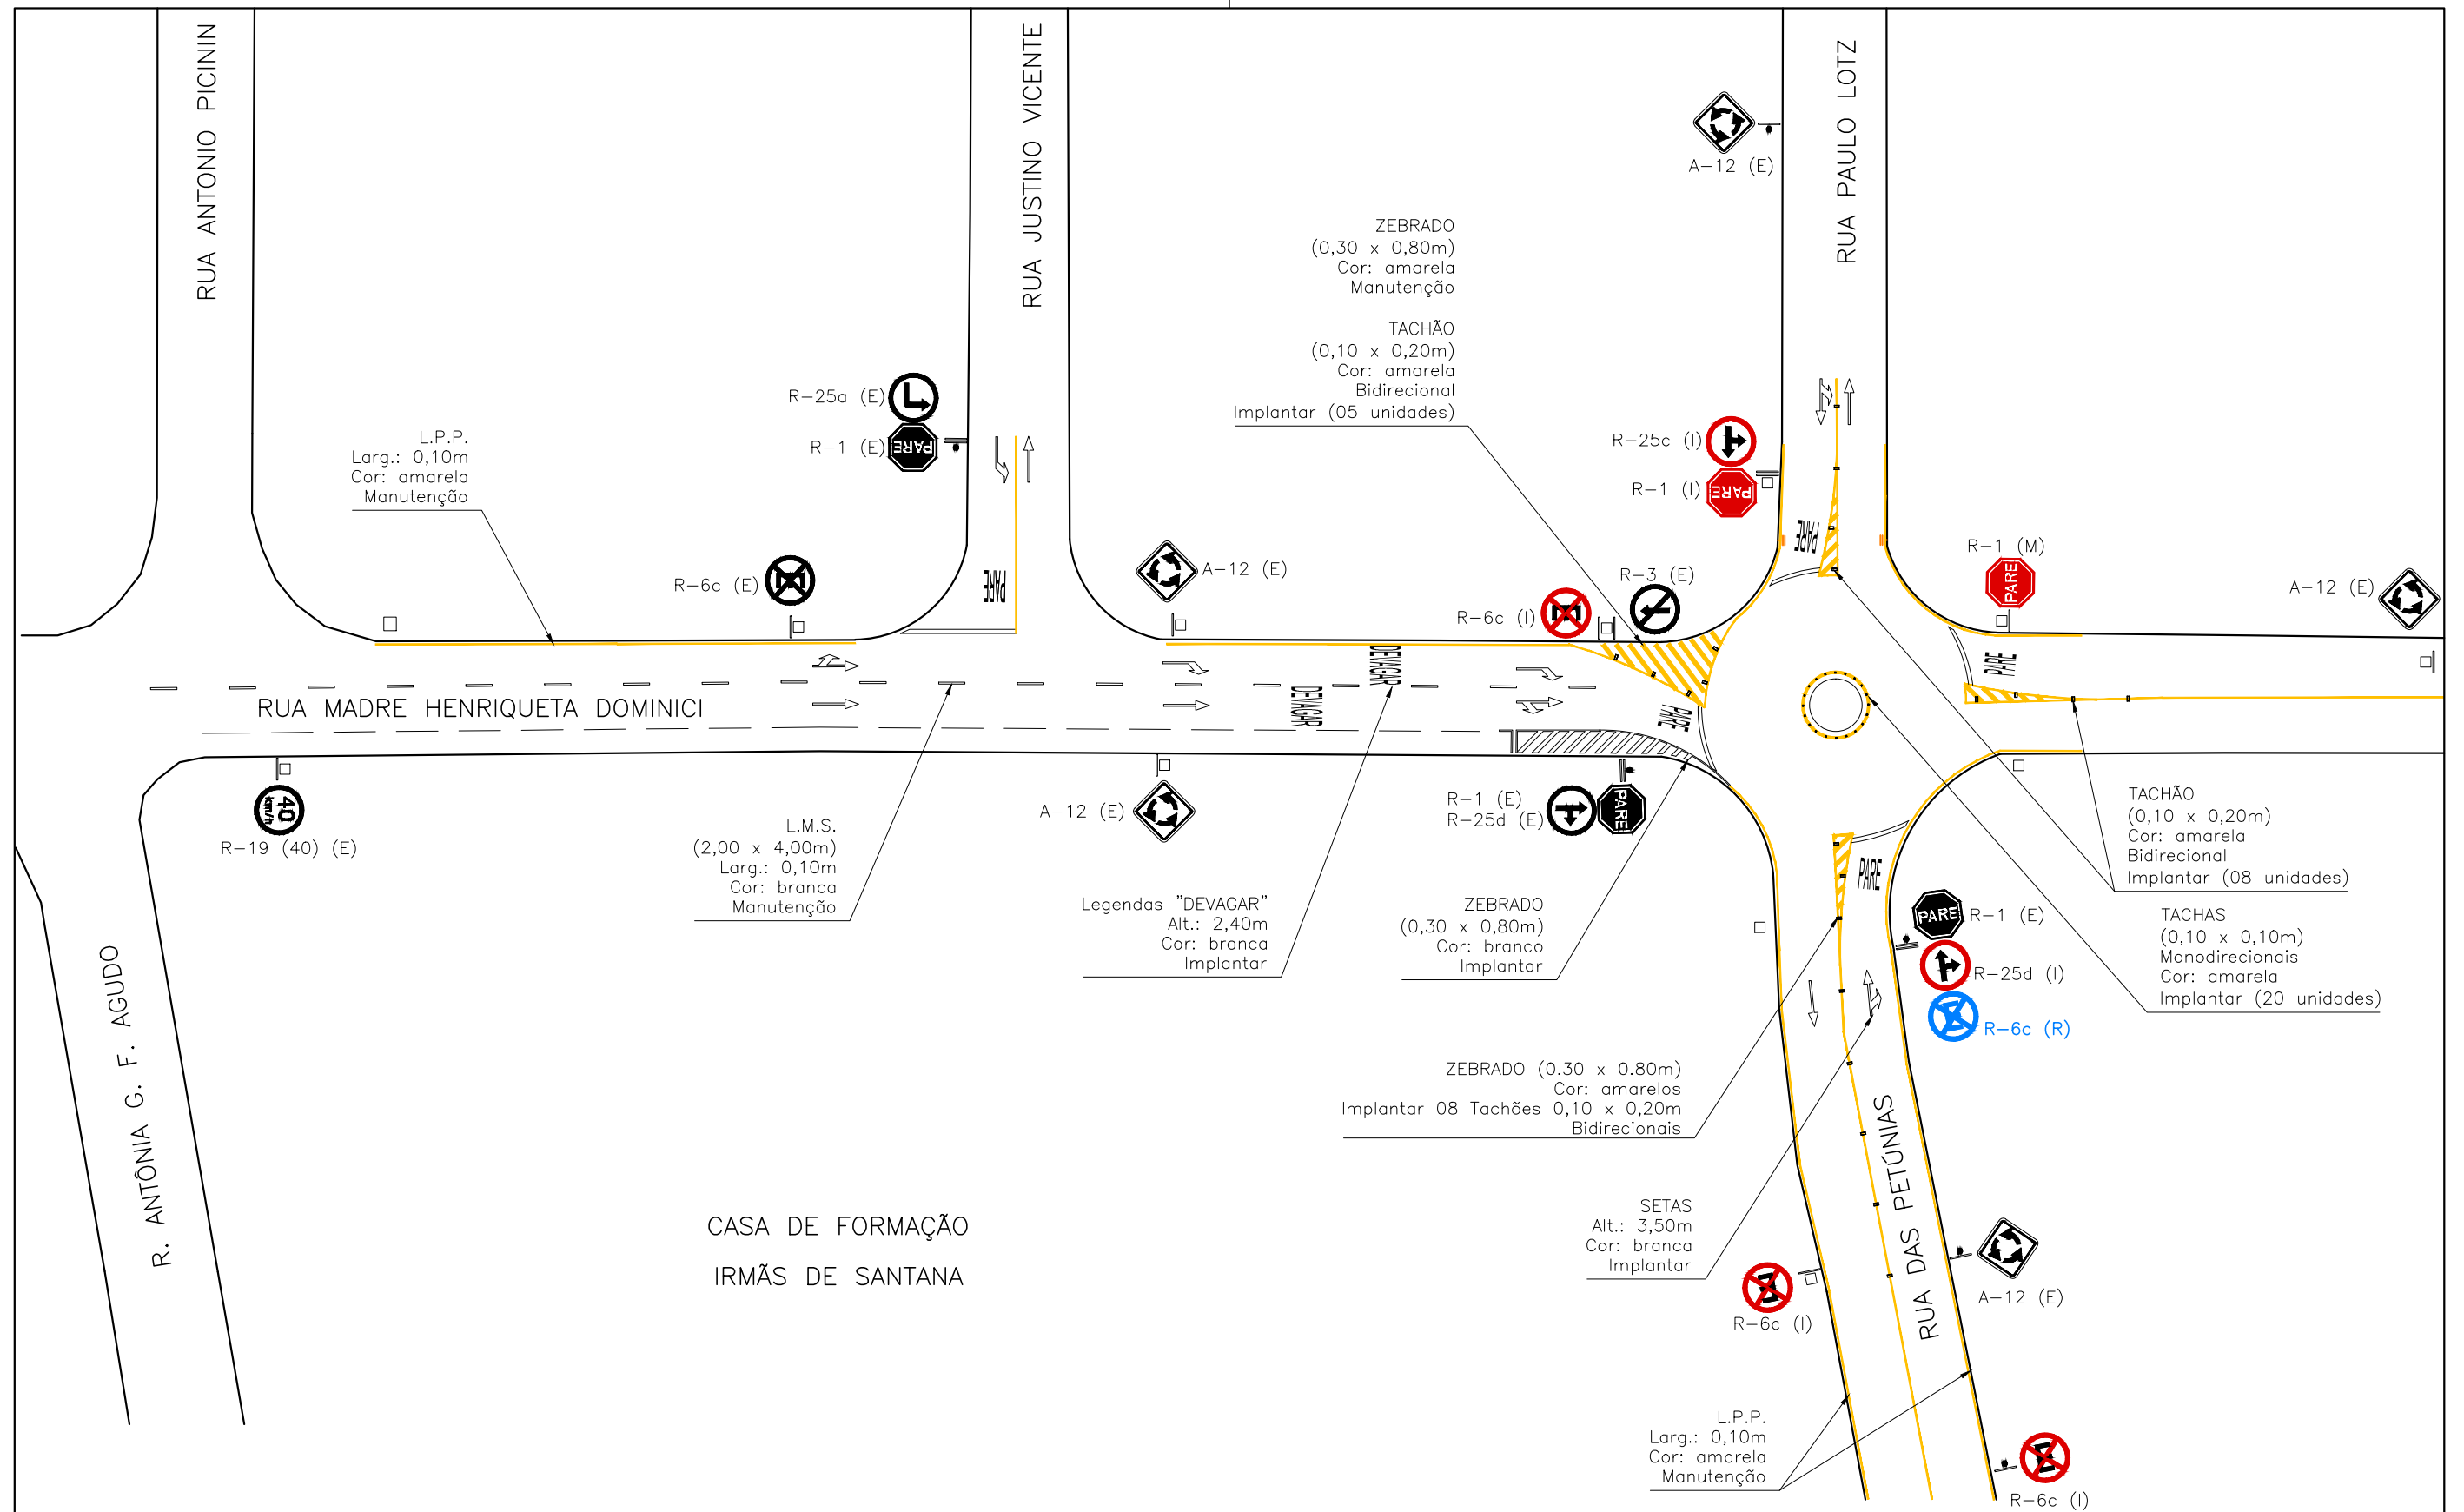 RUA ANTONIO PICININ
RUA JUSTINO VICENTE
RUA PAULO LOTZ
A-12 (E)
ZEBRADO
(0,30 x 0,80m)
Cor: amarela
Manutenção
TACHÃO
(0,10 x 0,20m)
Cor: amarela
Bidirecional
Implantar (05 unidades)
R-25a (E)
R-1 (E)
PARE
L.P.P.
Larg.: 0,10m
Cor: amarela
Manutenção
R-25c (I)
R-1 (I)
PARE
PARE
R-1 (M)
PARE
R-6c (E)
PARE
A-12 (E)
R-3 (E)
R-6c (I)
A-12 (E)
DEVAGAR
PARE
RUA MADRE HENRIQUETA DOMINICI
DEVAGAR
PARE
40
km/h
R-19 (40) (E)
A-12 (E)
R-1 (E)
R-25d (E)
PARE
L.M.S.
(2,00 x 4,00m)
Larg.: 0,10m
Cor: branca
Manutenção
TACHÃO
(0,10 x 0,20m)
Cor: amarela
Bidirecional
Implantar (08 unidades)
PARE
Legendas "DEVAGAR"
Alt.: 2,40m
Cor: branca
Implantar
ZEBRADO
(0,30 x 0,80m)
Cor: branco
Implantar
PARE
R-1 (E)
R-25d (I)
R-6c (R)
TACHAS
(0,10 x 0,10m)
Monodirecionais
Cor: amarela
Implantar (20 unidades)
R. ANTÔNIA G. F. AGUDO
ZEBRADO (0.30 x 0.80m)
Cor: amarelos
Implantar 08 Tachões 0,10 x 0,20m
Bidirecionais
RUA DAS PETÚNIAS
SETAS
Alt.: 3,50m
Cor: branca
Implantar
CASA DE FORMAÇÃO
IRMÃS DE SANTANA
A-12 (E)
R-6c (I)
L.P.P.
Larg.: 0,10m
Cor: amarela
Manutenção
R-6c (I)